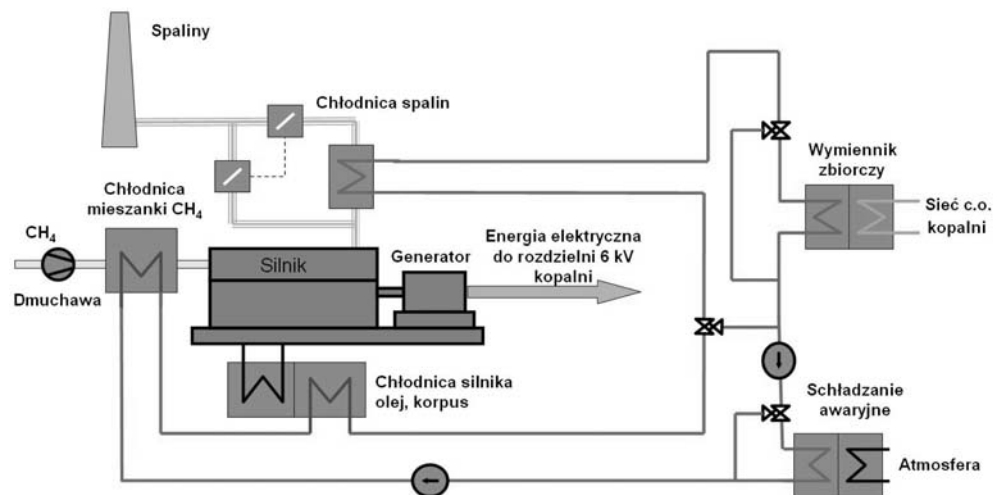 Spaliny
Chłodnica spalin
Wymiennik
zbiorczy
Chłodnica
mieszanki CH₄
Sieć c.o.
kopalni
CH₄
Energia elektryczna
do rozdzielni 6 kV
kopalni
Generator
Silnik
Dmuchawa
Chłodnica silnika
olej, korpus
Schładzanie
awaryjne
Atmosfera